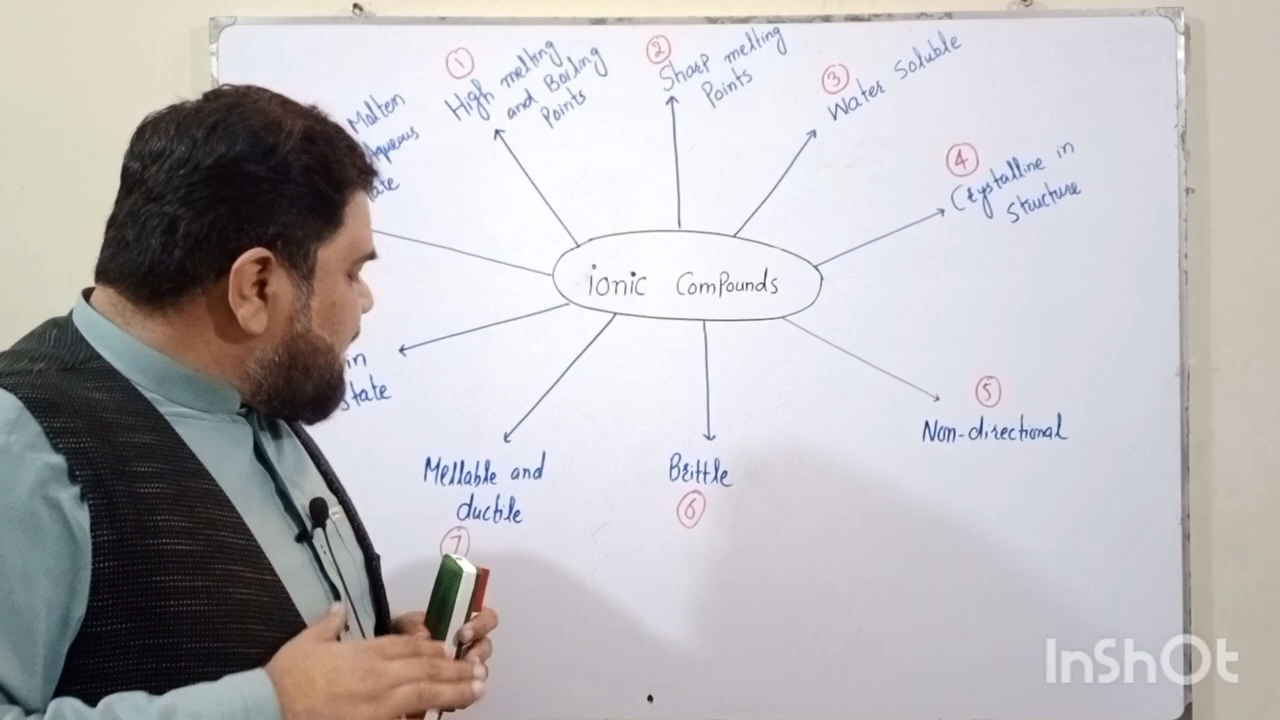 ① High melting
and Boiling
Points
② Sharp melting
Points
③ Water Soluble
④ Crystalline in
Structure
⑤ Non-directional
Brittle
⑥
Mellable and
ductile
⑦
in
State
Molten
Aqueous
ionic Compounds
InShOt